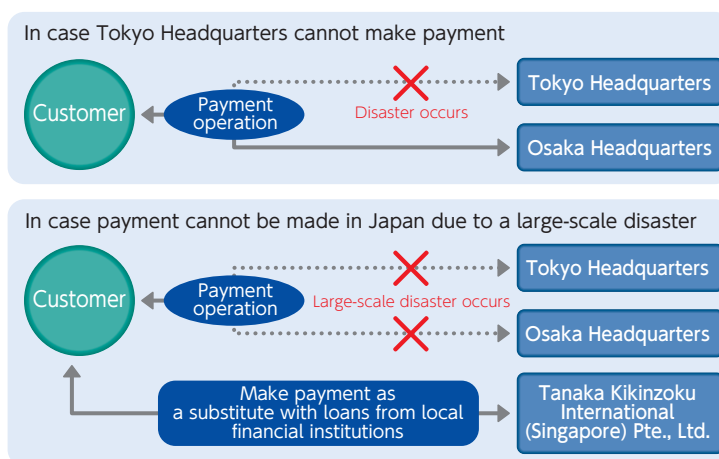 In case Tokyo Headquarters cannot make payment
Customer
Payment
operation
Disaster occurs
Tokyo Headquarters
Osaka Headquarters
In case payment cannot be made in Japan due to a large-scale disaster
Customer
Payment
operation
Large-scale disaster occurs
Tokyo Headquarters
Osaka Headquarters
Make payment as
a substitute with loans from local
financial institutions
Tanaka Kikinzoku
International
(Singapore) Pte., Ltd.